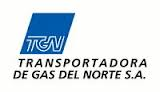 TGN
TRANSPORTADORA
DE GAS DEL NORTE S.A.